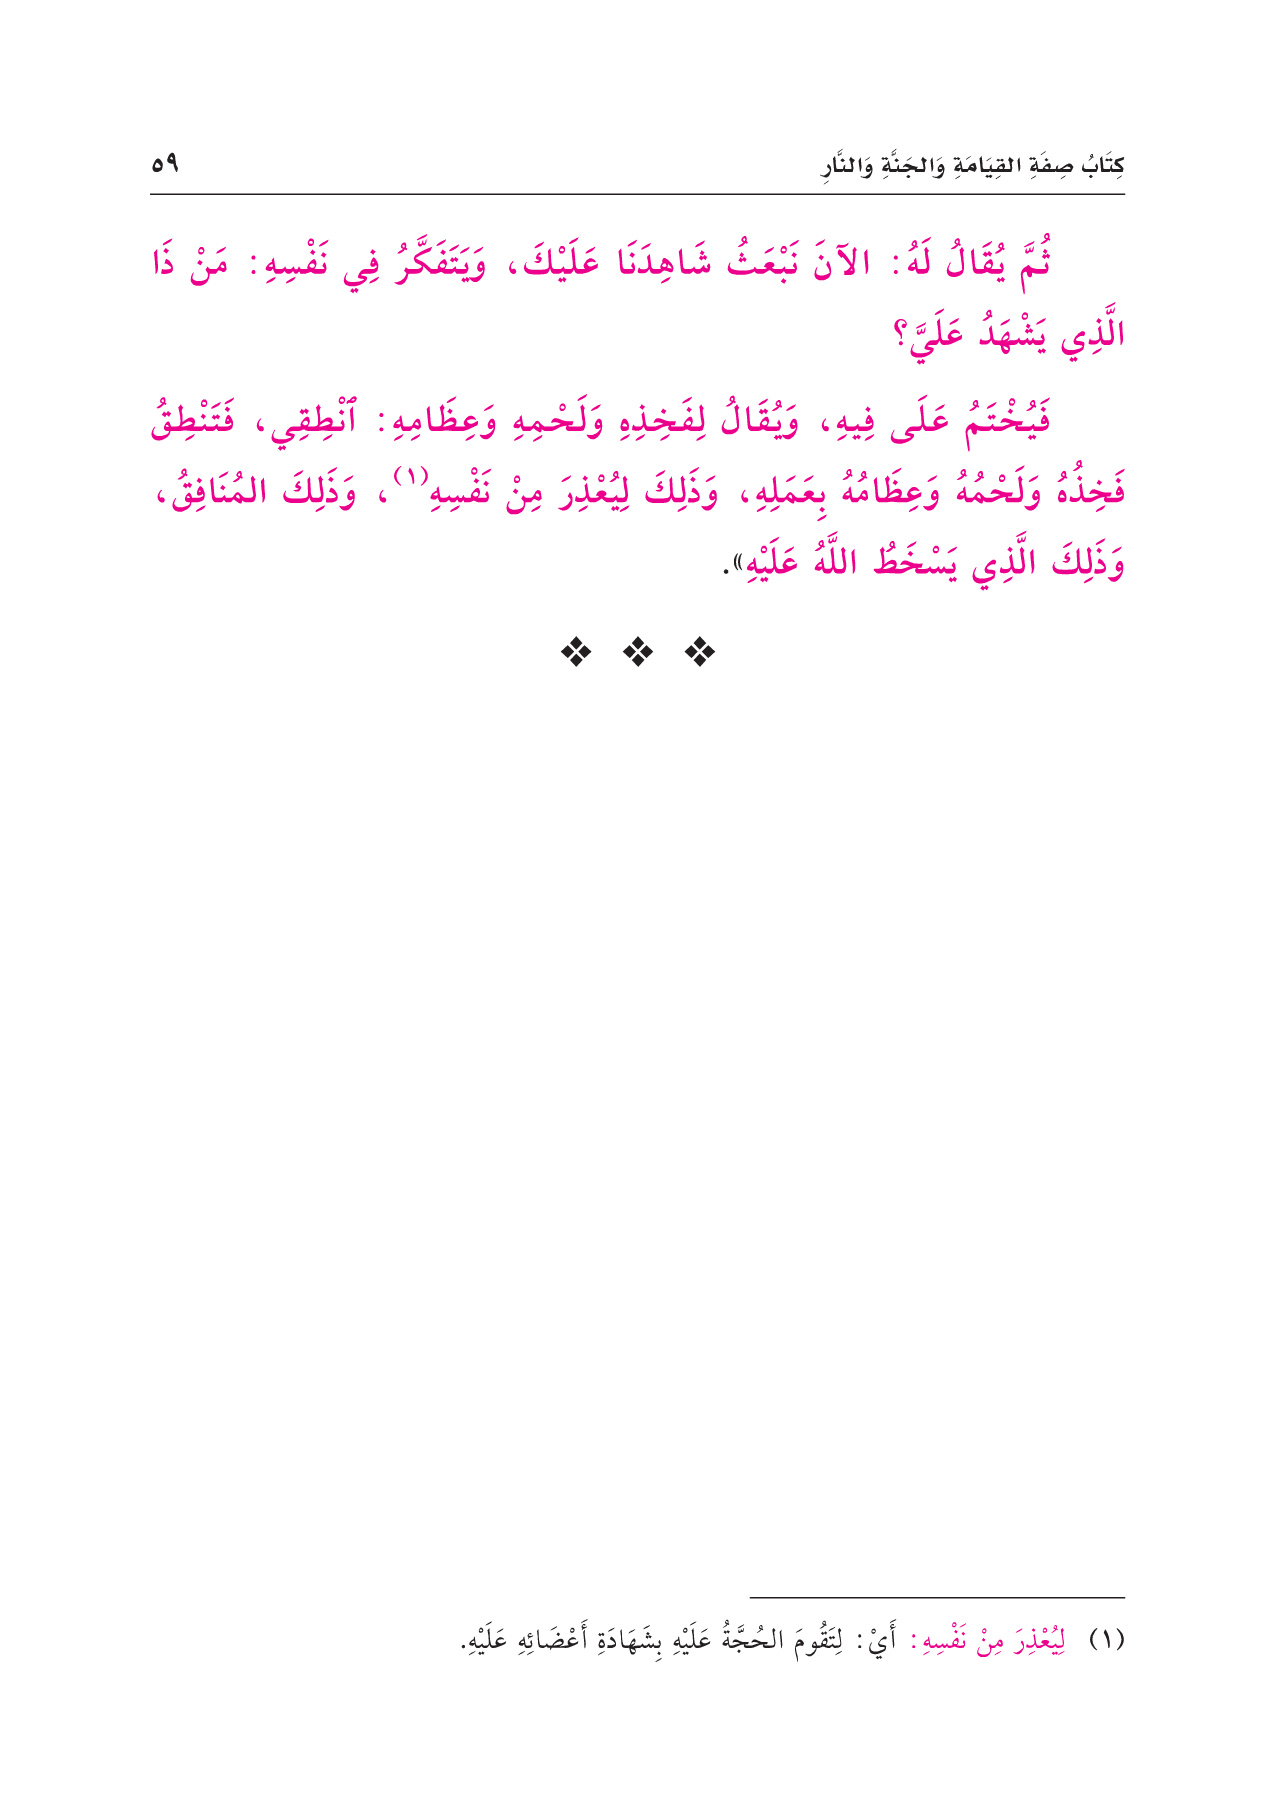 كِتَابُ صِفَةِ القِيَامَةِ وَالجَنَّةِ وَالنَّارِ ٥٩
ثُمَّ يُقَالُ لَهُ: الآنَ نَبْعَثُ شَاهِدَنَا عَلَيْكَ، وَيَتَفَكَّرُ فِي نَفْسِهِ: مَنْ ذَا
الَّذِي يَشْهَدُ عَلَيَّ؟
فَيُخْتَمُ عَلَى فِيهِ، وَيُقَالُ لِفَخِذِهِ وَلَحْمِهِ وَعِظَامِهِ: ٱنْطِقِي، فَتَنْطِقُ
فَخِذُهُ وَلَحْمُهُ وَعِظَامُهُ بِعَمَلِهِ، وَذَلِكَ لِيُعْذِرَ مِنْ نَفْسِهِ(١)، وَذَلِكَ المُنَافِقُ،
وَذَلِكَ الَّذِي يَسْخَطُ اللَّهُ عَلَيْهِ».
(١) لِيُعْذِرَ مِنْ نَفْسِهِ: أَيْ: لِتَقُومَ الحُجَّةُ عَلَيْهِ بِشَهَادَةِ أَعْضَائِهِ عَلَيْهِ.